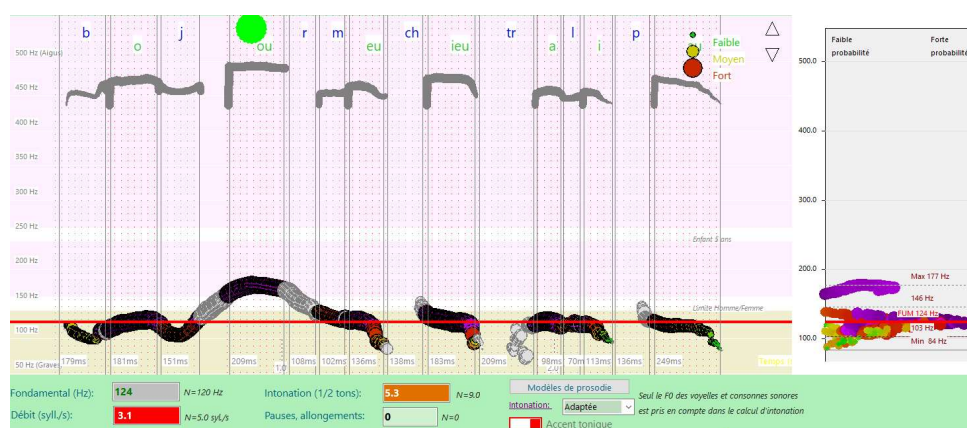 b o j ou r m eu ch ieu tr a l i p
Faible
Moyen
Fort
500 Hz (Aigus)
450 Hz
400 Hz
350 Hz
300 Hz
250 Hz
200 Hz
150 Hz
100 Hz
50 Hz (Graves)
Enfant 5 ans
Limite Homme/Femme
179ms 181ms 151ms 209ms 108ms 102ms 136ms 138ms 183ms 209ms 98ms 70m 113ms 136ms 249ms
2.0
Faible probabilité
Forte probabilité
500.0
400.0
300.0
200.0
100.0
Max 177 Hz
146 Hz
FUM 124 Hz
103 Hz
Min 84 Hz
Fondamental (Hz): 124 N=120 Hz
Débit (syll./s): 3.1 N=5.0 syl./s
Intonation (1/2 tons): 5.3 N=9.0
Pauses, allongements: 0 N=0
Modèles de prosodie
Intonation: Adaptée
Accent tonique
Seul le F0 des voyelles et consonnes sonores
est pris en compte dans le calcul d'intonation